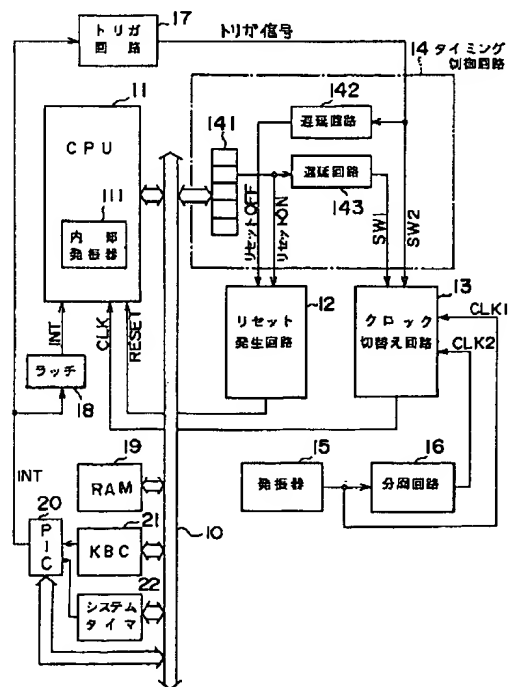 17
トリガ
回路
トリガ信号
14 タイミング
切御回路
11
CPU
111
内部
発振器
141
142
遅延回路
遅延回路
143
リセットOFF
リセットON
SW1
SW2
INT
CLK
RESET
12
リセット
発生回路
13
クロック
切替え回路
CLK1
CLK2
ラッチ
18
19
RAM
15
発振器
16
分周回路
INT
20
PIC
21
KBC
10
22
システム
タイマ